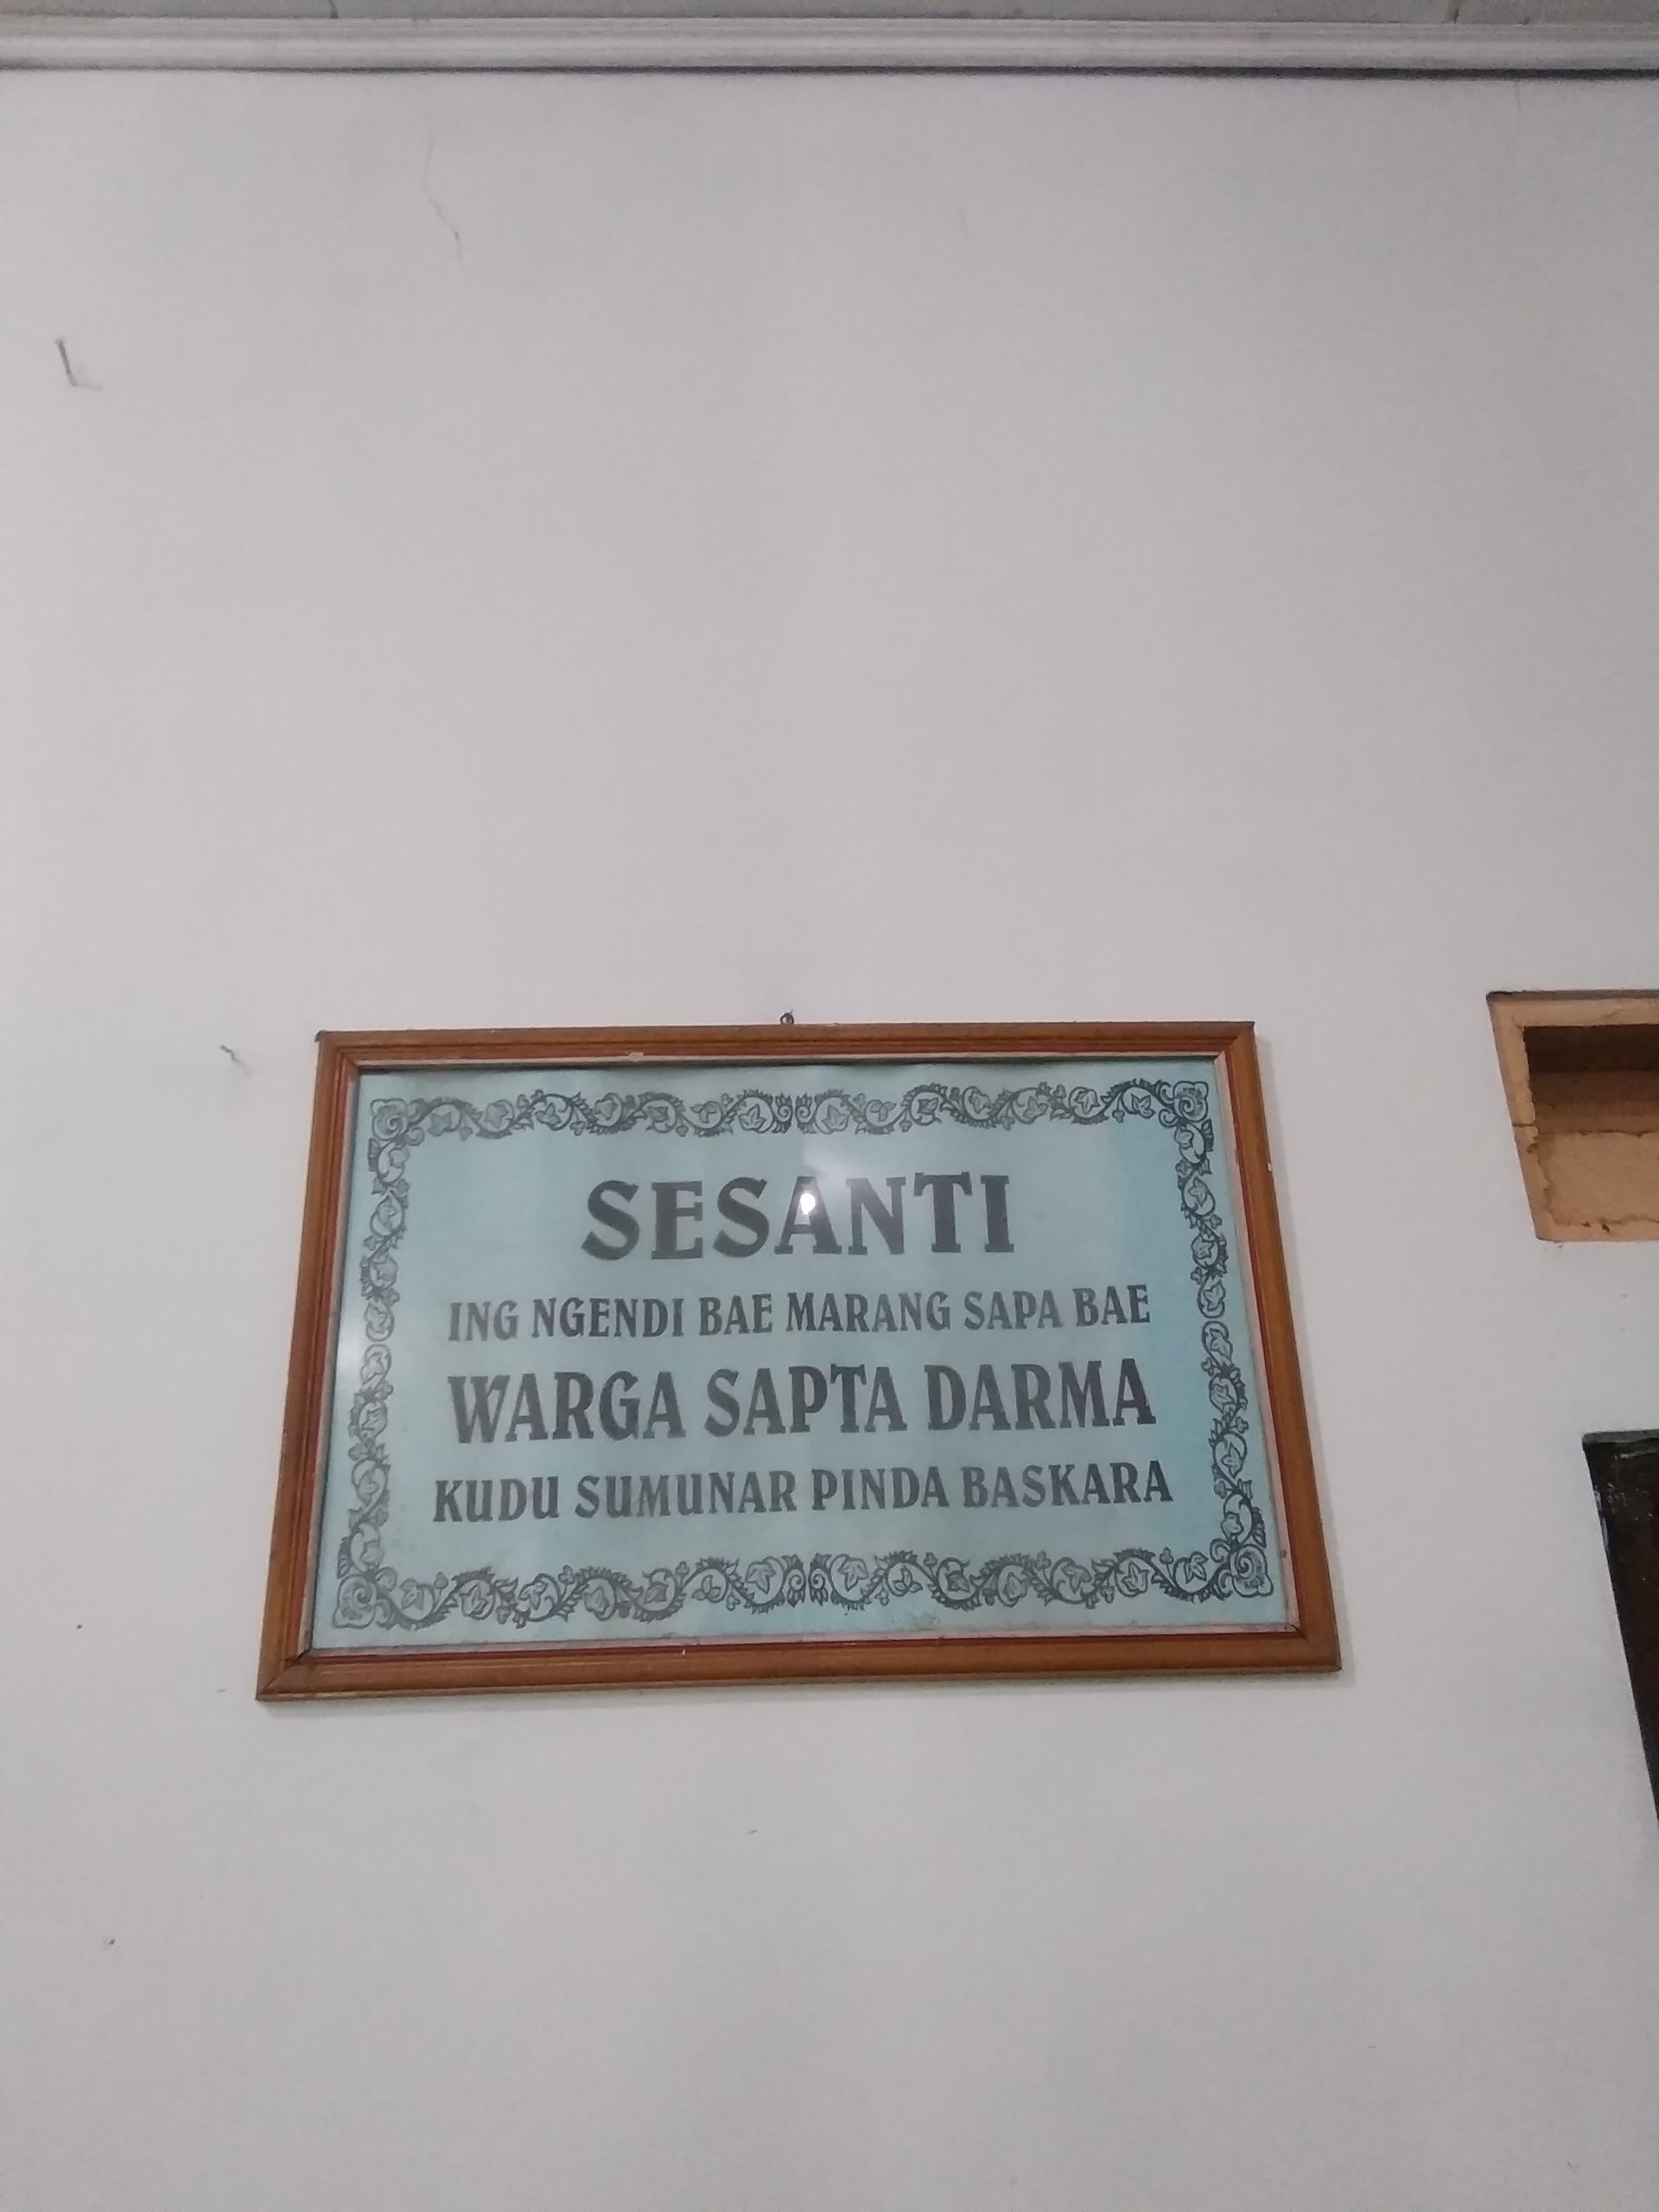 SESANTI
ING NGENDI BAE MARANG SAPA BAE
WARGA SAPTA DARMA
KUDU SUMUNAR PINDA BASKARA